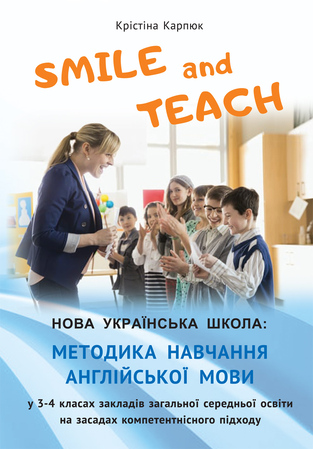 Крістіна Карпюк
SMILE and
TEACH
НОВА УКРАЇНСЬКА ШКОЛА:
МЕТОДИКА НАВЧАННЯ
АНГЛІЙСЬКОЇ МОВИ
у 3-4 класах закладів загальної середньої освіти
на засадах компетентнісного підходу